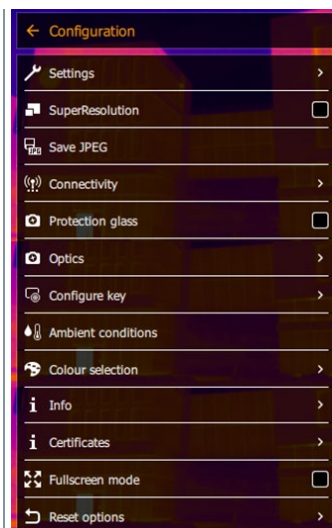 Configuration
Settings
SuperResolution
JPG
Save JPEG
Connectivity
Protection glass
Optics
Configure key
Ambient conditions
Colour selection
Info
Certificates
Fullscreen mode
Reset options